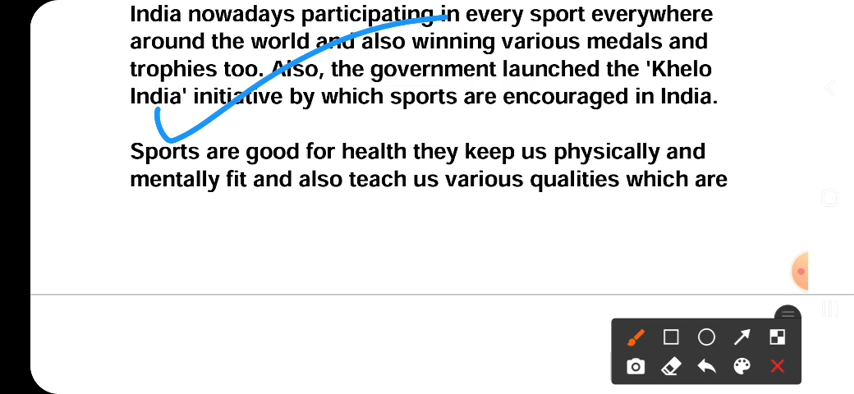 India nowadays participating in every sport everywhere
around the world and also winning various medals and
trophies too. Also, the government launched the 'Khelo
India' initiative by which sports are encouraged in India.
Sports are good for health they keep us physically and
mentally fit and also teach us various qualities which are